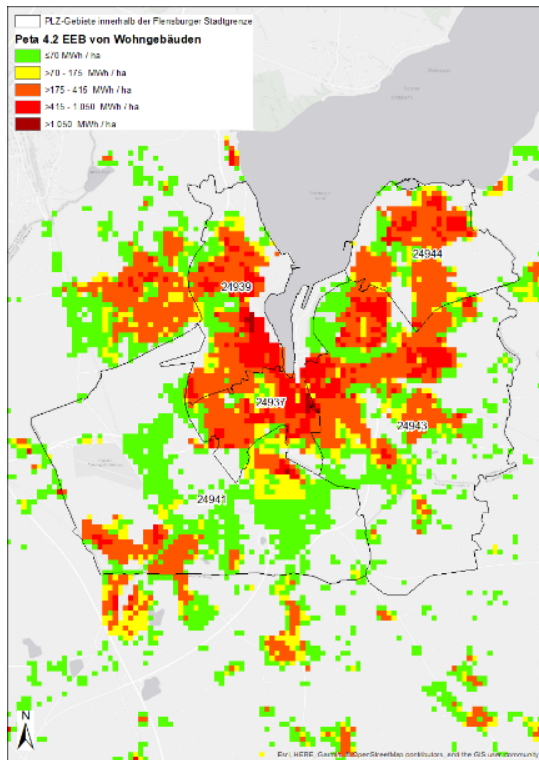 PLZ-Gebiete innerhalb der Flensburger Stadtgrenze
Peta 4.2 EEB von Wohngebäuden
≤70 MWh / ha
>70 - 175 MWh / ha
>175 - 415 MWh / ha
>415 - 1.050 MWh / ha
>1.050 MWh / ha
24944
24939
24937
24943
24941
N
Esri, HERE, Garmin, © OpenStreetMap contributors, and the GIS user community